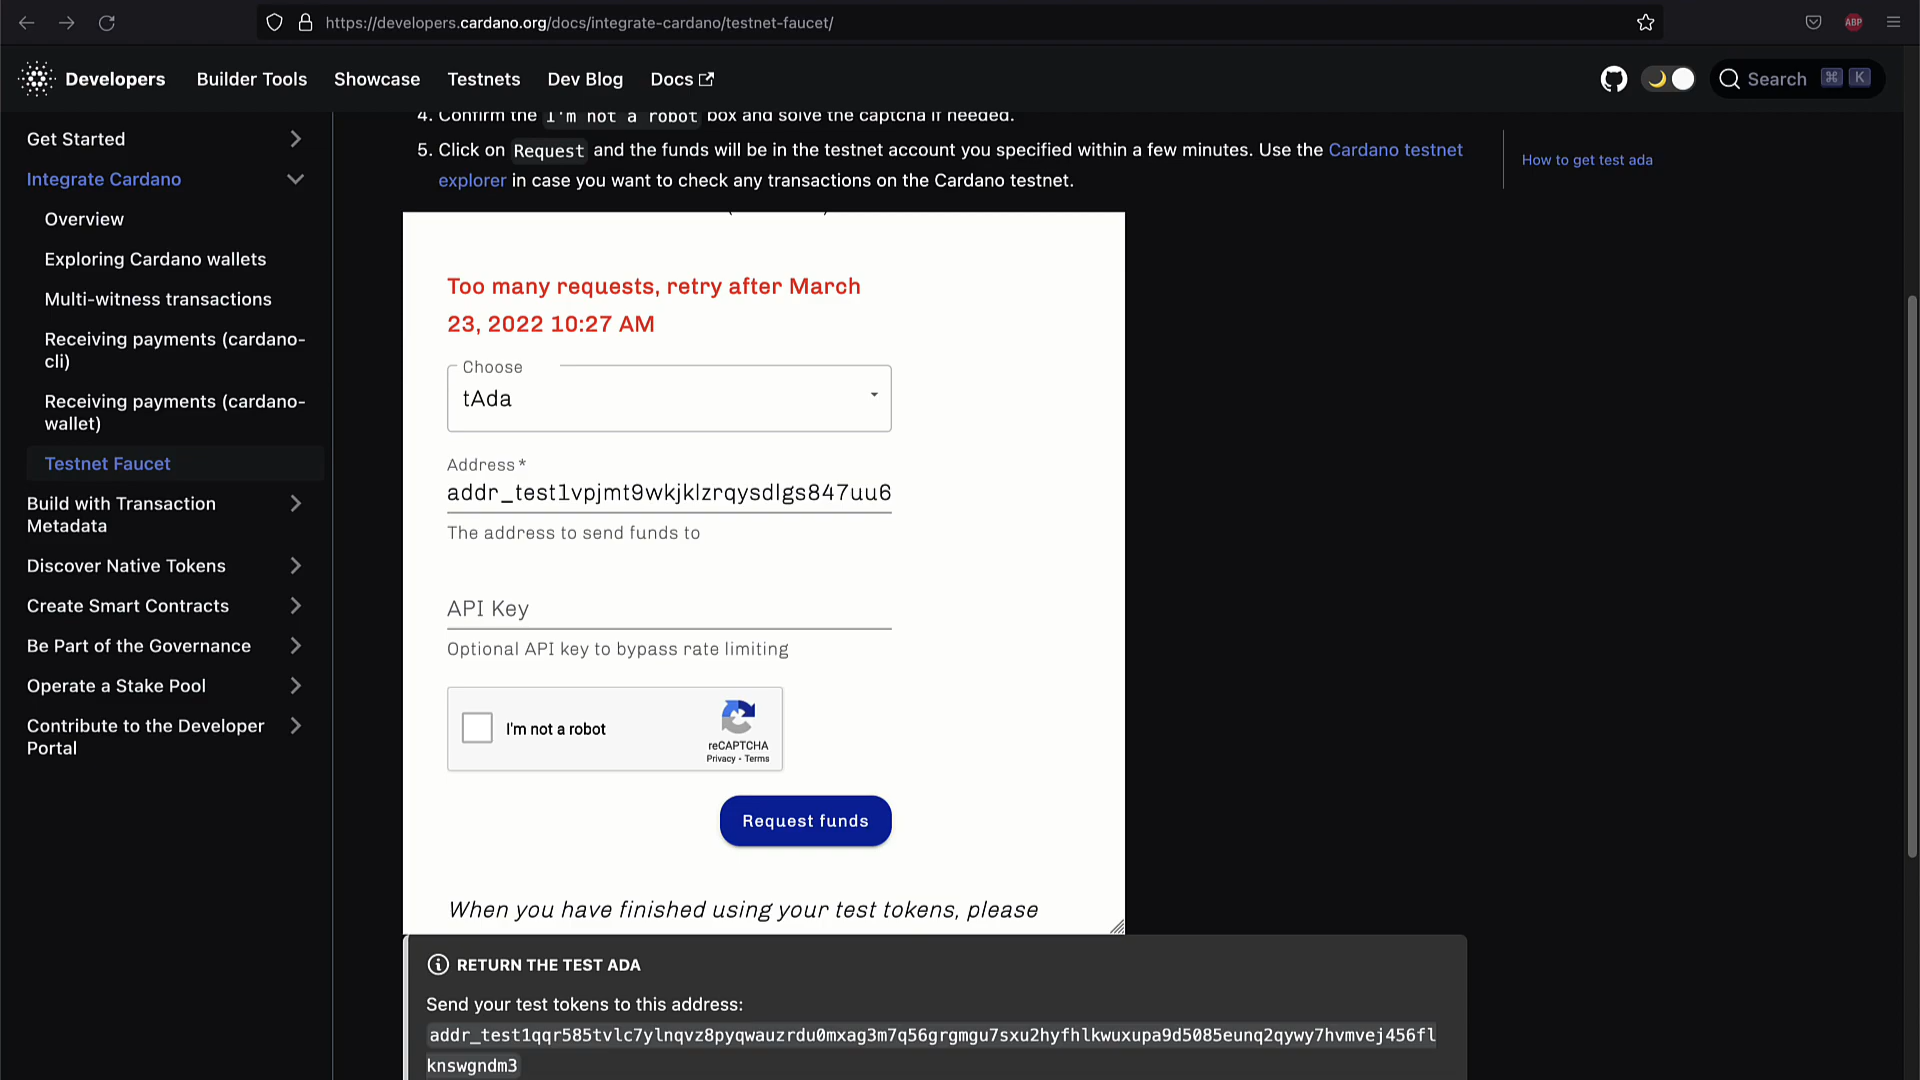 https://developers.cardano.org/docs/integrate-cardano/testnet-faucet/
ABP
Developers Builder Tools Showcase Testnets Dev Blog Docs
Search ⌘ K
Get Started
Integrate Cardano
Overview
Exploring Cardano wallets
Multi-witness transactions
Receiving payments (cardano-
cli)
Receiving payments (cardano-
wallet)
Testnet Faucet
Build with Transaction
Metadata
Discover Native Tokens
Create Smart Contracts
Be Part of the Governance
Operate a Stake Pool
Contribute to the Developer
Portal
4. Confirm the I'm not a robot box and solve the captcha if needed.
5. Click on Request and the funds will be in the testnet account you specified within a few minutes. Use the Cardano testnet
explorer in case you want to check any transactions on the Cardano testnet.
How to get test ada
Too many requests, retry after March
23, 2022 10:27 AM
Choose
tAda
Address*
addr_test1vpjmt9wkjklzrqysdlgs847uu6
The address to send funds to
API Key
Optional API key to bypass rate limiting
I'm not a robot
reCAPTCHA
Privacy - Terms
Request funds
When you have finished using your test tokens, please
RETURN THE TEST ADA
Send your test tokens to this address:
addr_test1qqr585tvlc7ylnqvz8pyqwauzrdu0mxag3m7q56grgmgu7sxu2hyfhlkwuxupa9d5085eunq2qywy7hvmvej456fl
knswgndm3